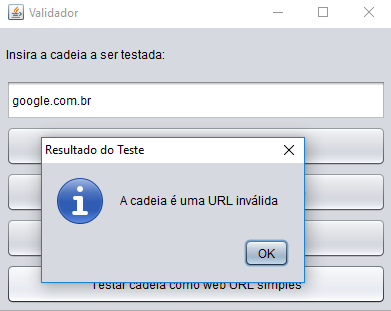 Validador
Insira a cadeia a ser testada:
google.com.br
Resultado do Teste
A cadeia é uma URL inválida
OK
Testar cadeia como web URL simples